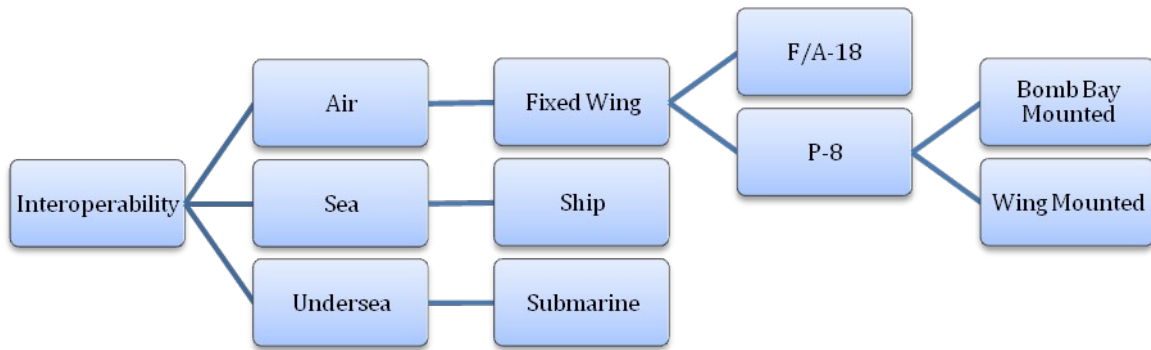 F/A-18
Air
Fixed Wing
Bomb Bay
Mounted
P-8
Interoperability
Sea
Ship
Wing Mounted
Undersea
Submarine